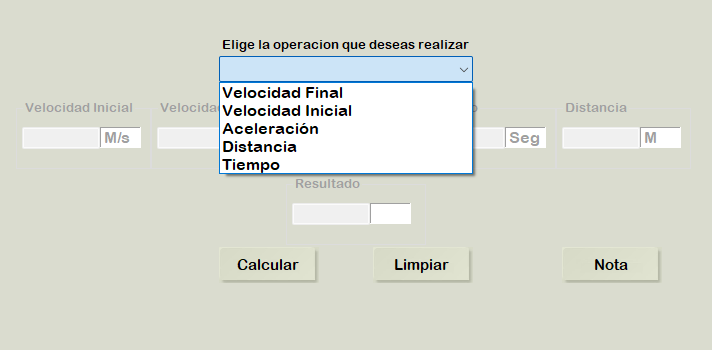 Elige la operacion que deseas realizar
Velocidad Final
Velocidad Inicial
Aceleración
Distancia
Tiempo
Velocidad Inicial
Distancia
M/s
Seg
M
Resultado
Calcular
Limpiar
Nota